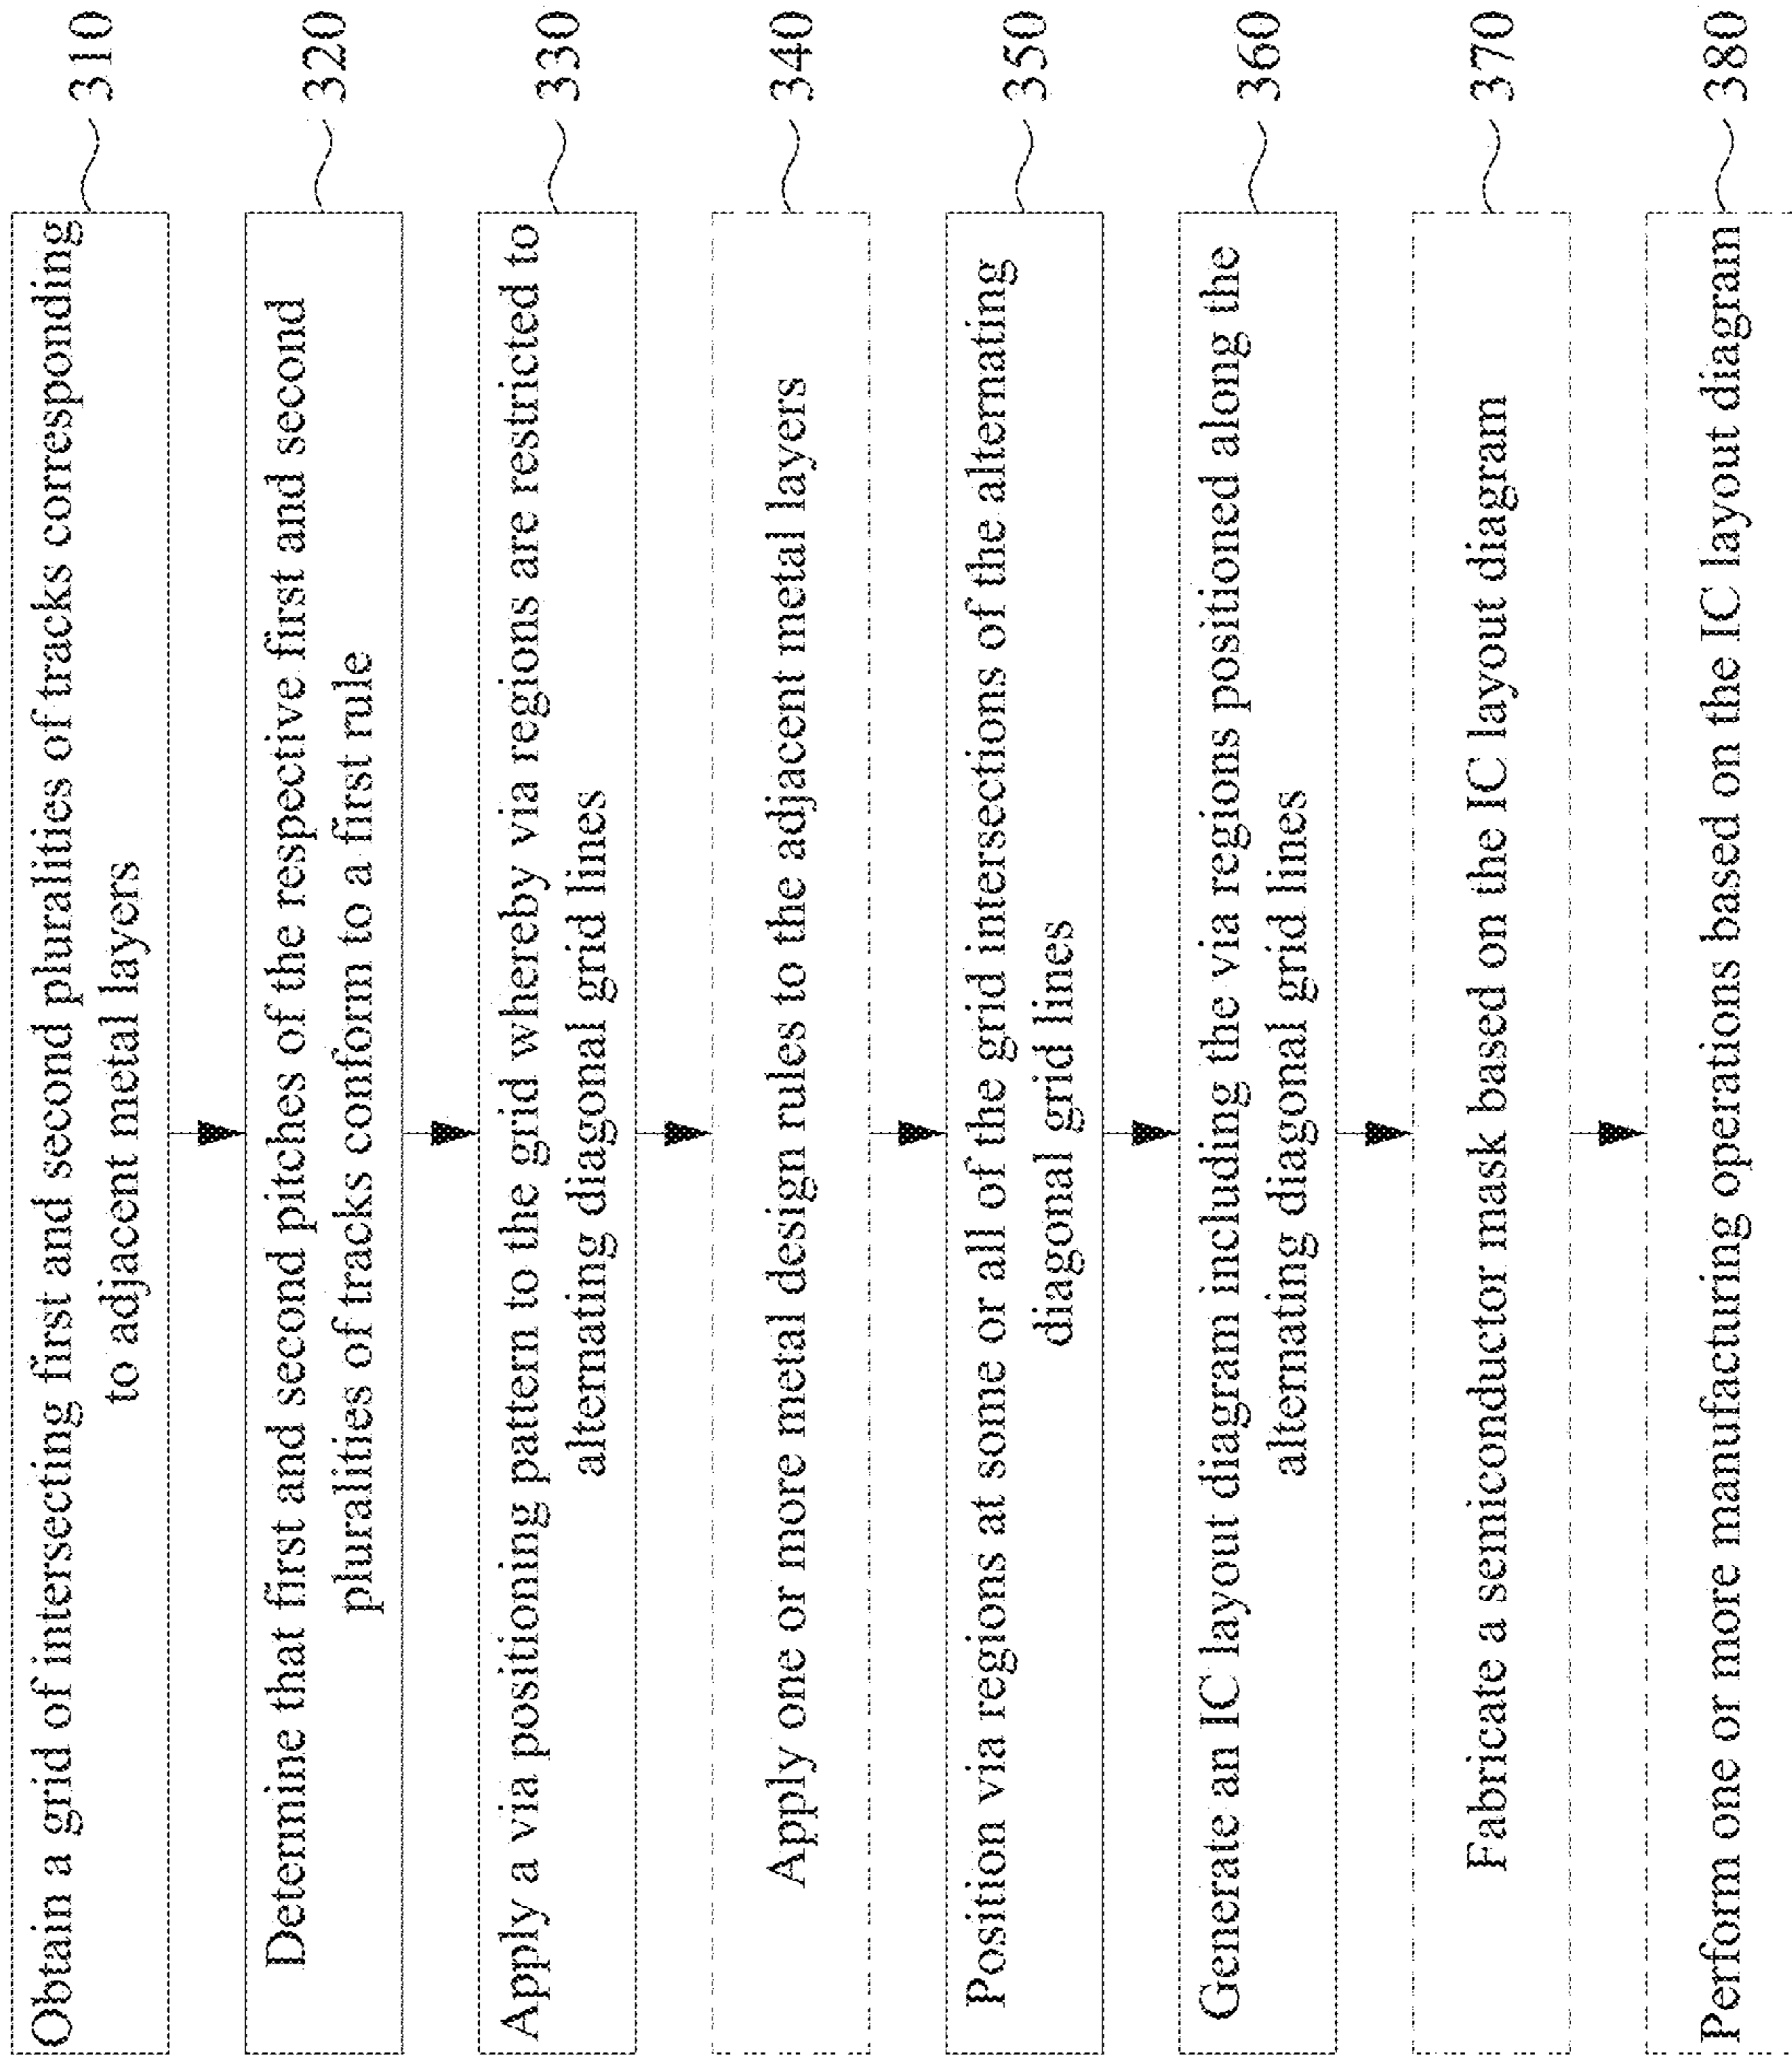 Obtain a grid of intersecting first and second pluralities of tracks corresponding
to adjacent metal layers
310
Determine that first and second pitches of the respective first and second
pluralities of tracks conform to a first rule
320
Apply a via positioning pattern to the grid whereby via regions are restricted to
alternating diagonal grid lines
330
Apply one or more metal design rules to the adjacent metal layers
340
Position via regions at some or all of the grid intersections of the alternating
diagonal grid lines
350
Generate an IC layout diagram including the via regions positioned along the
alternating diagonal grid lines
360
Fabricate a semiconductor mask based on the IC layout diagram
370
Perform one or more manufacturing operations based on the IC layout diagram
380